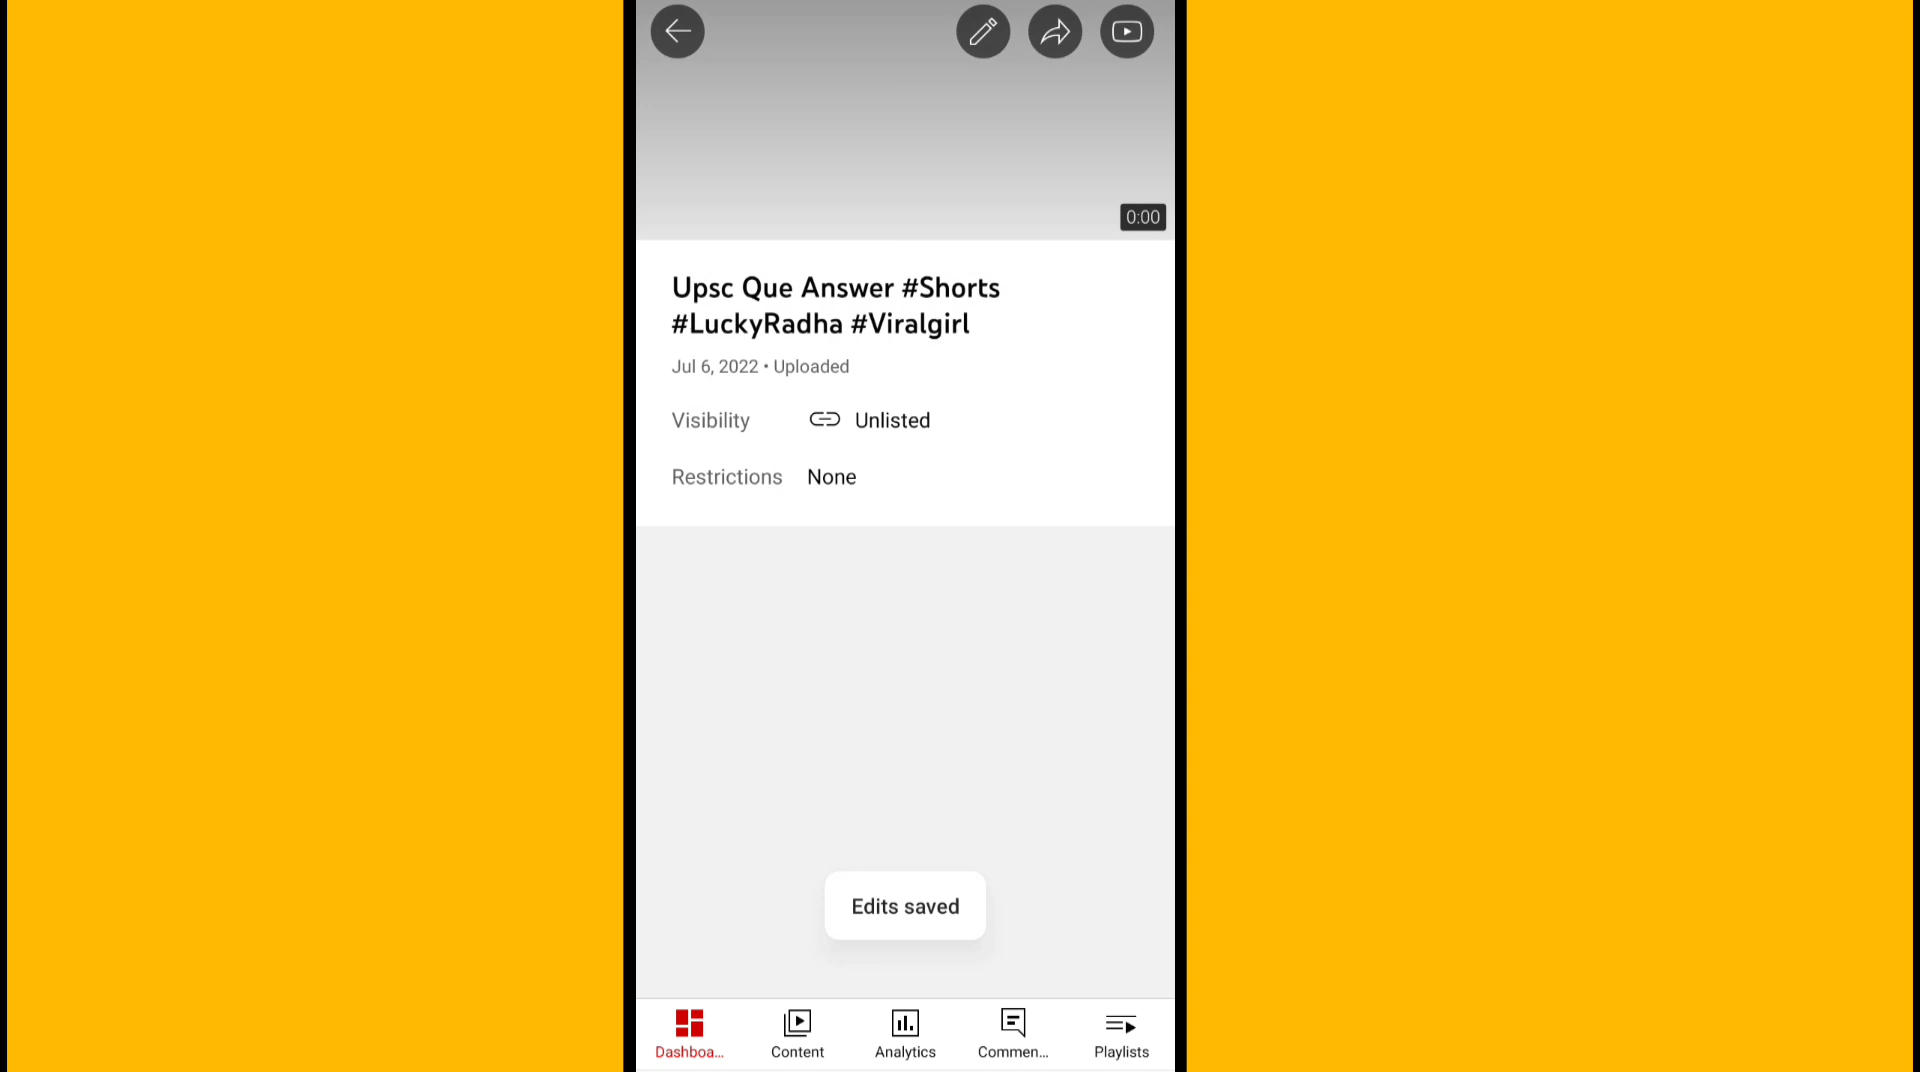 0:00
Upsc Que Answer #Shorts
#LuckyRadha #Viralgirl
Jul 6, 2022 • Uploaded
Visibility Unlisted
Restrictions None
Edits saved
Dashboa... Content Analytics Commen... Playlists